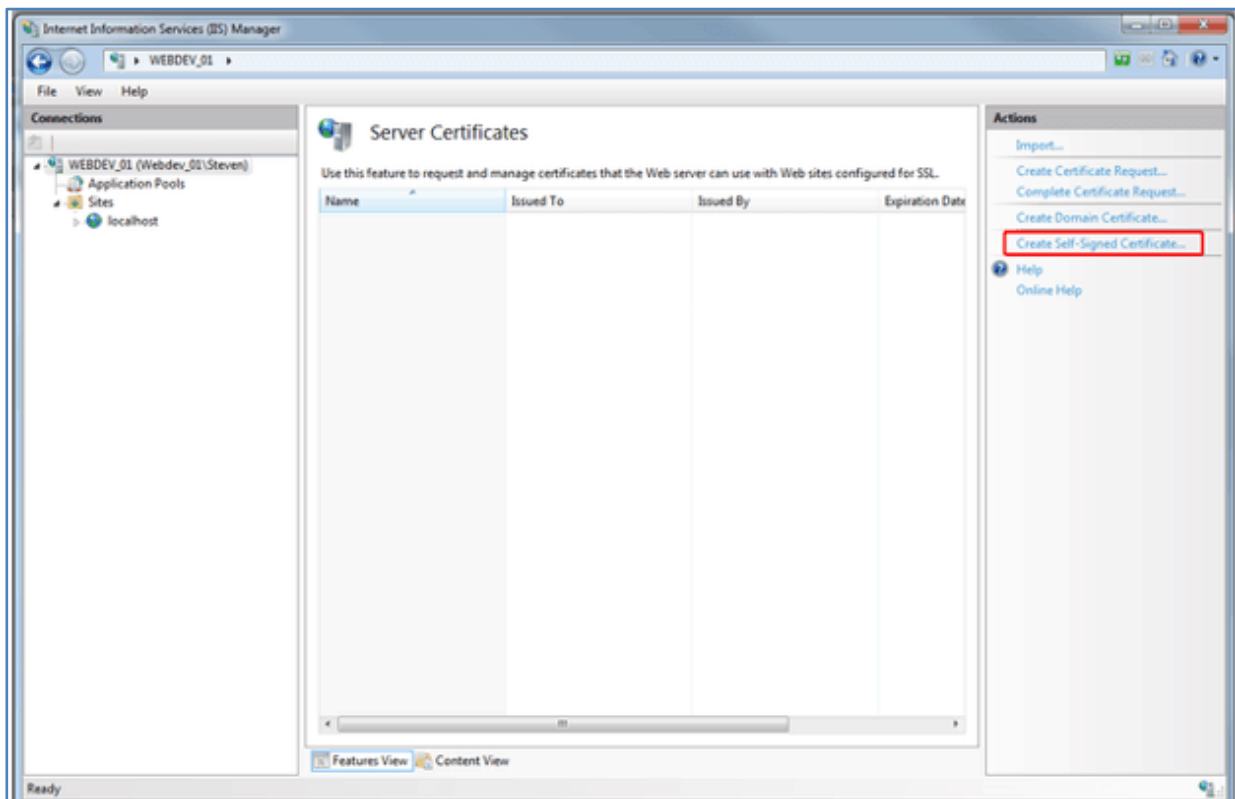 Internet Information Services (IIS) Manager
WEBDEV_01
File View Help
Connections
WEBDEV_01 (Webdev_01\Steven)
Application Pools
Sites
localhost
Server Certificates
Use this feature to request and manage certificates that the Web server can use with Web sites configured for SSL.
Name Issued To Issued By Expiration Date
Features View Content View
Actions
Import...
Create Certificate Request...
Complete Certificate Request...
Create Domain Certificate...
Create Self-Signed Certificate...
Help
Online Help
Ready